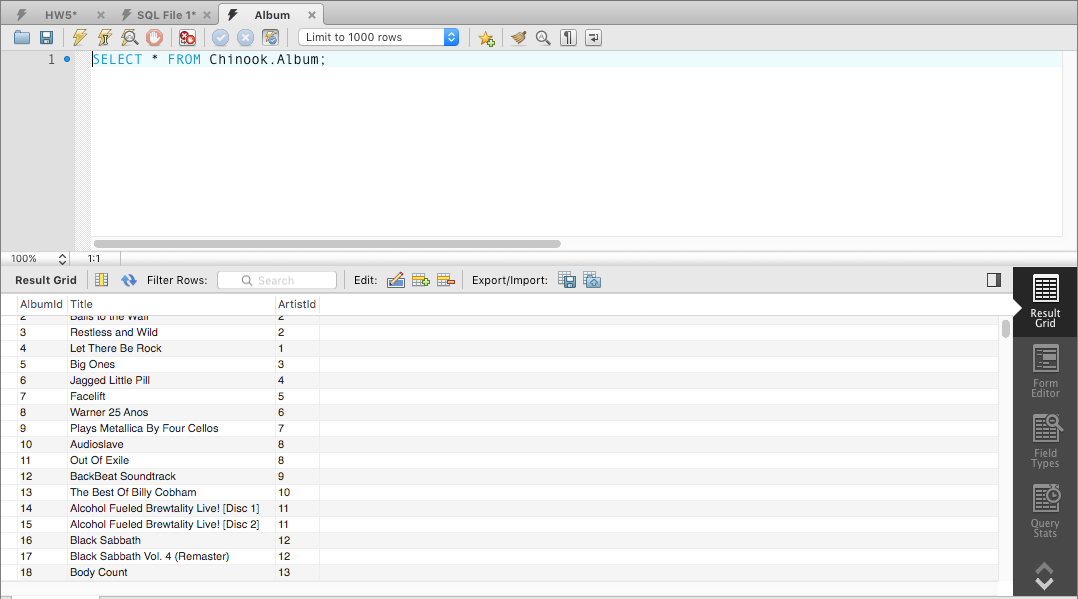 HW5* SQL File 1* Album
Limit to 1000 rows
1 SELECT * FROM Chinook.Album;
100% 1:1
Result Grid Filter Rows: Search Edit: Export/Import:
AlbumId Title ArtistId
2 Balls to the Wall 2
3 Restless and Wild 2
4 Let There Be Rock 1
5 Big Ones 3
6 Jagged Little Pill 4
7 Facelift 5
8 Warner 25 Anos 6
9 Plays Metallica By Four Cellos 7
10 Audioslave 8
11 Out Of Exile 8
12 BackBeat Soundtrack 9
13 The Best Of Billy Cobham 10
14 Alcohol Fueled Brewtality Live! [Disc 1] 11
15 Alcohol Fueled Brewtality Live! [Disc 2] 11
16 Black Sabbath 12
17 Black Sabbath Vol. 4 (Remaster) 12
18 Body Count 13
Result
Grid
Form
Editor
Field
Types
Query
Stats